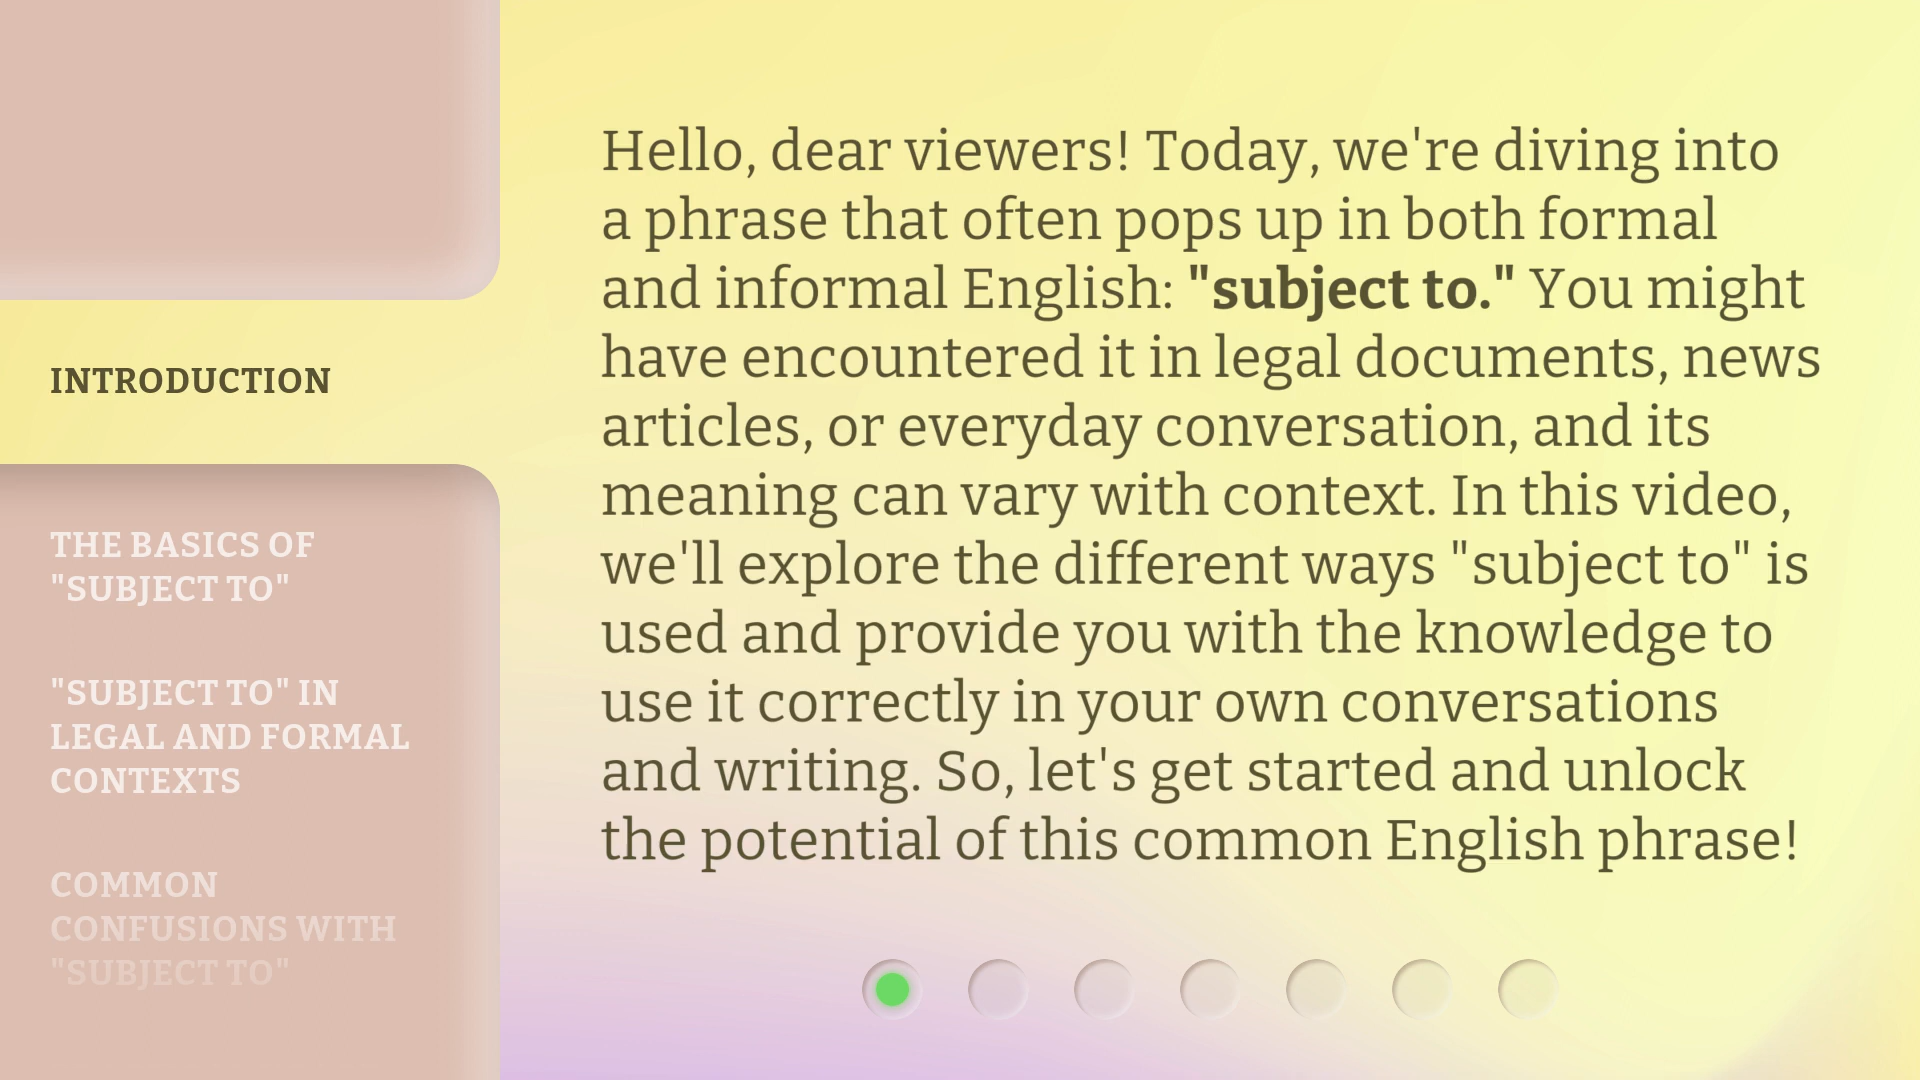 INTRODUCTION
THE BASICS OF
"SUBJECT TO"
"SUBJECT TO" IN
LEGAL AND FORMAL
CONTEXTS
COMMON
CONFUSIONS WITH
"SUBJECT TO"
Hello, dear viewers! Today, we're diving into
a phrase that often pops up in both formal
and informal English: "subject to." You might
have encountered it in legal documents, news
articles, or everyday conversation, and its
meaning can vary with context. In this video,
we'll explore the different ways "subject to" is
used and provide you with the knowledge to
use it correctly in your own conversations
and writing. So, let's get started and unlock
the potential of this common English phrase!